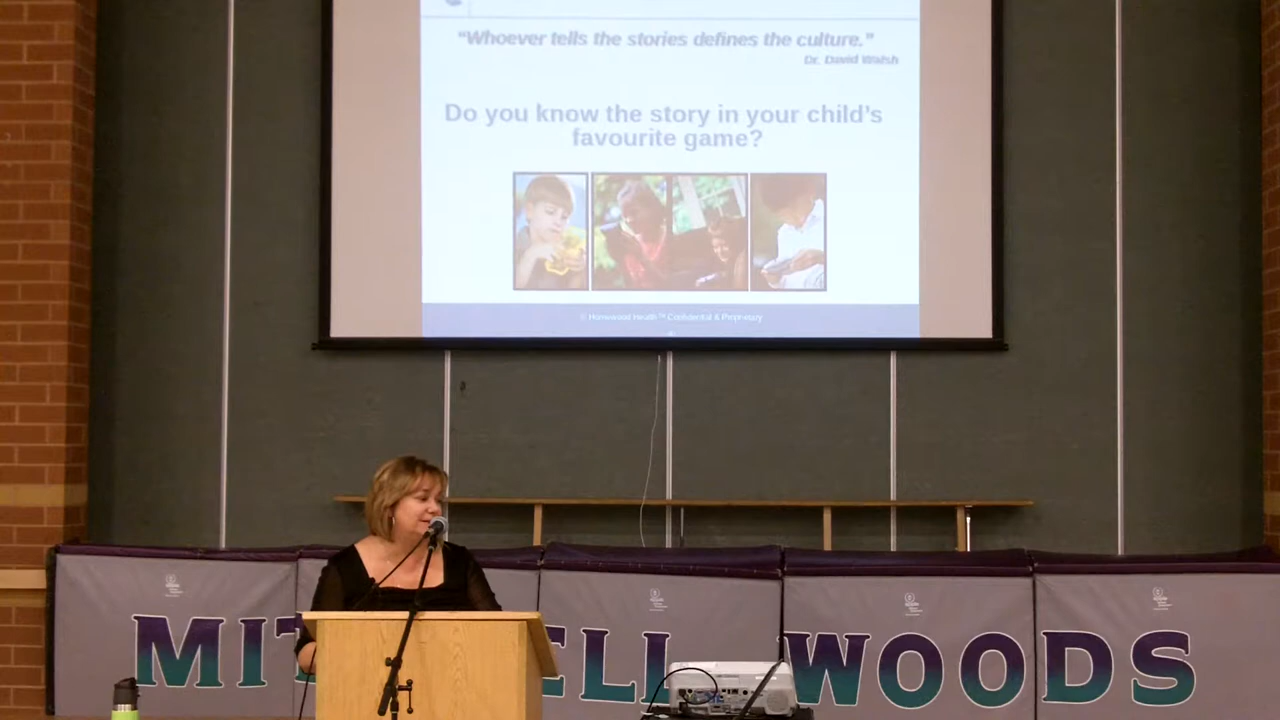 “Whoever tells the stories defines the culture.”
Dr. David Walsh
Do you know the story in your child’s
favourite game?
© Homewood Health™ Confidential & Proprietary
MIT ELL WOODS